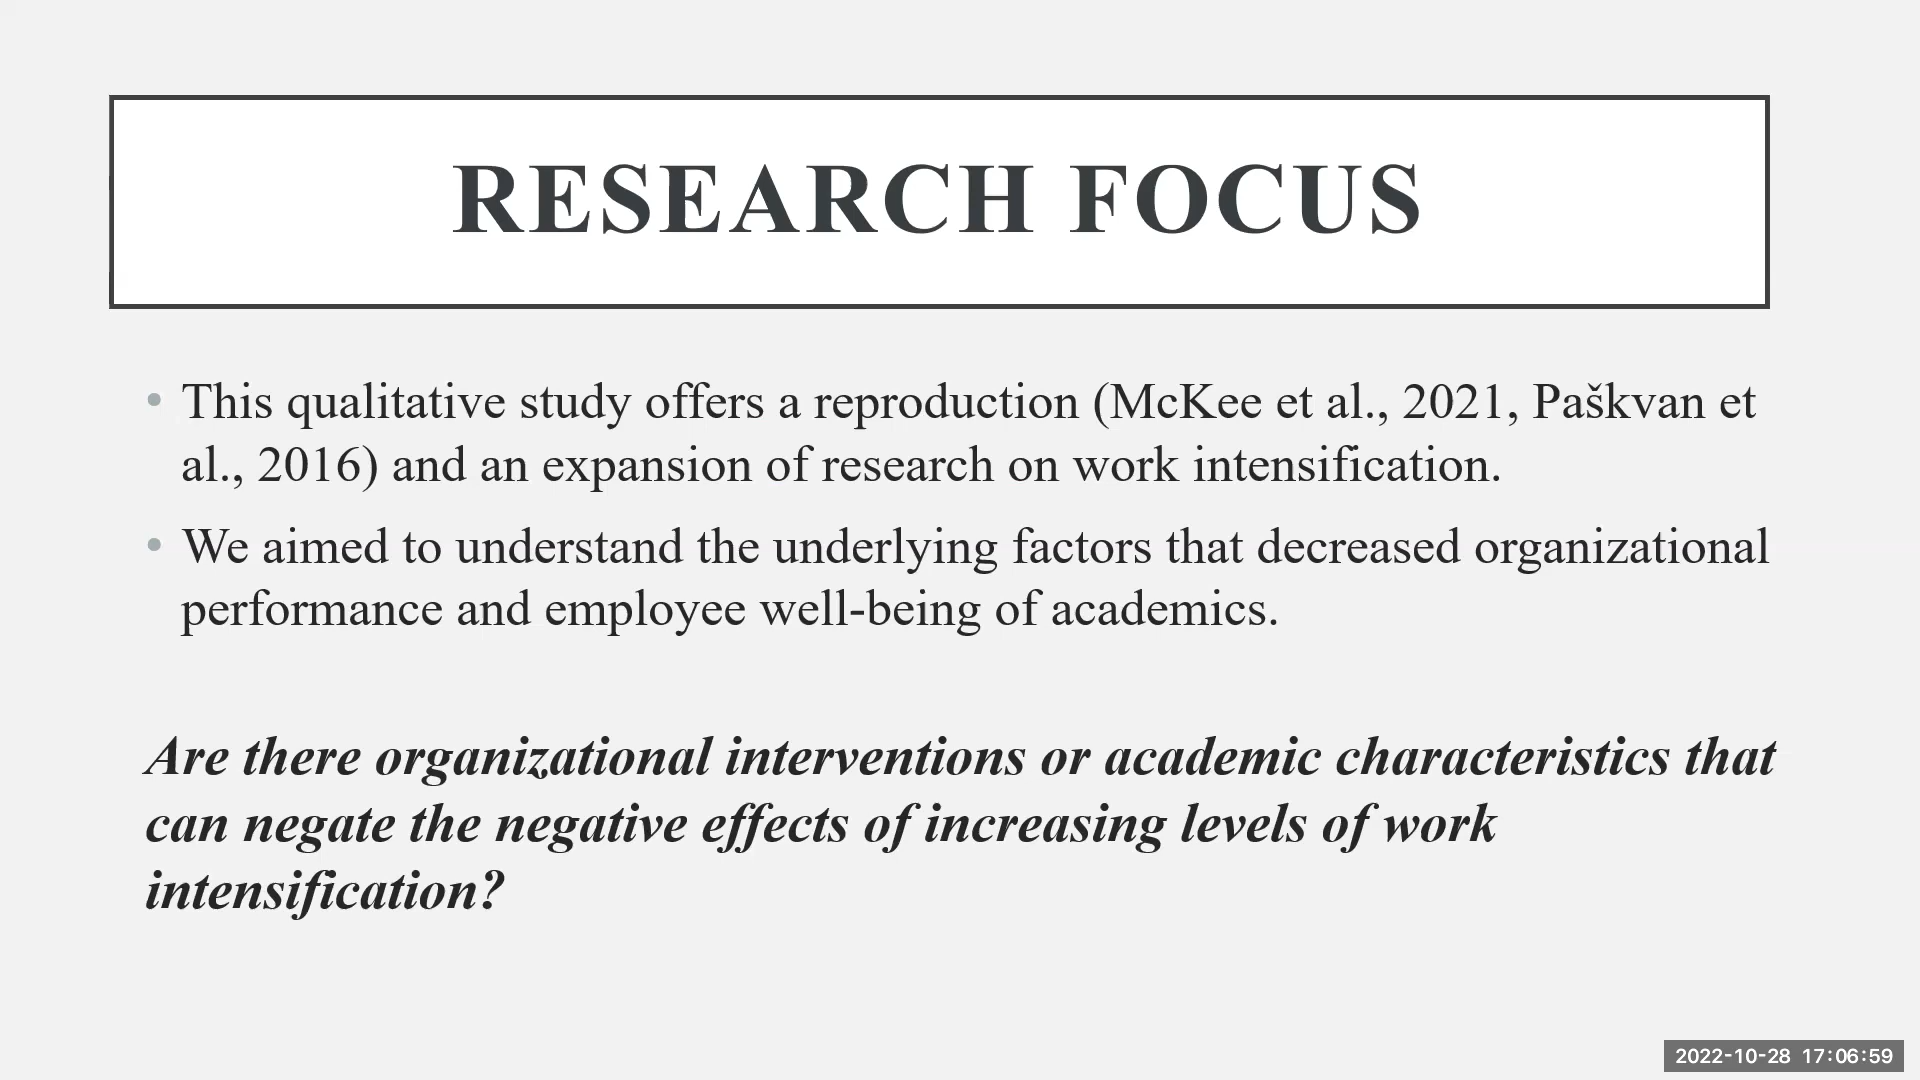 RESEARCH FOCUS
• This qualitative study offers a reproduction (McKee et al., 2021, Paškvan et
al., 2016) and an expansion of research on work intensification.
• We aimed to understand the underlying factors that decreased organizational
performance and employee well-being of academics.
Are there organizational interventions or academic characteristics that
can negate the negative effects of increasing levels of work
intensification?
2022-10-28 17:06:59